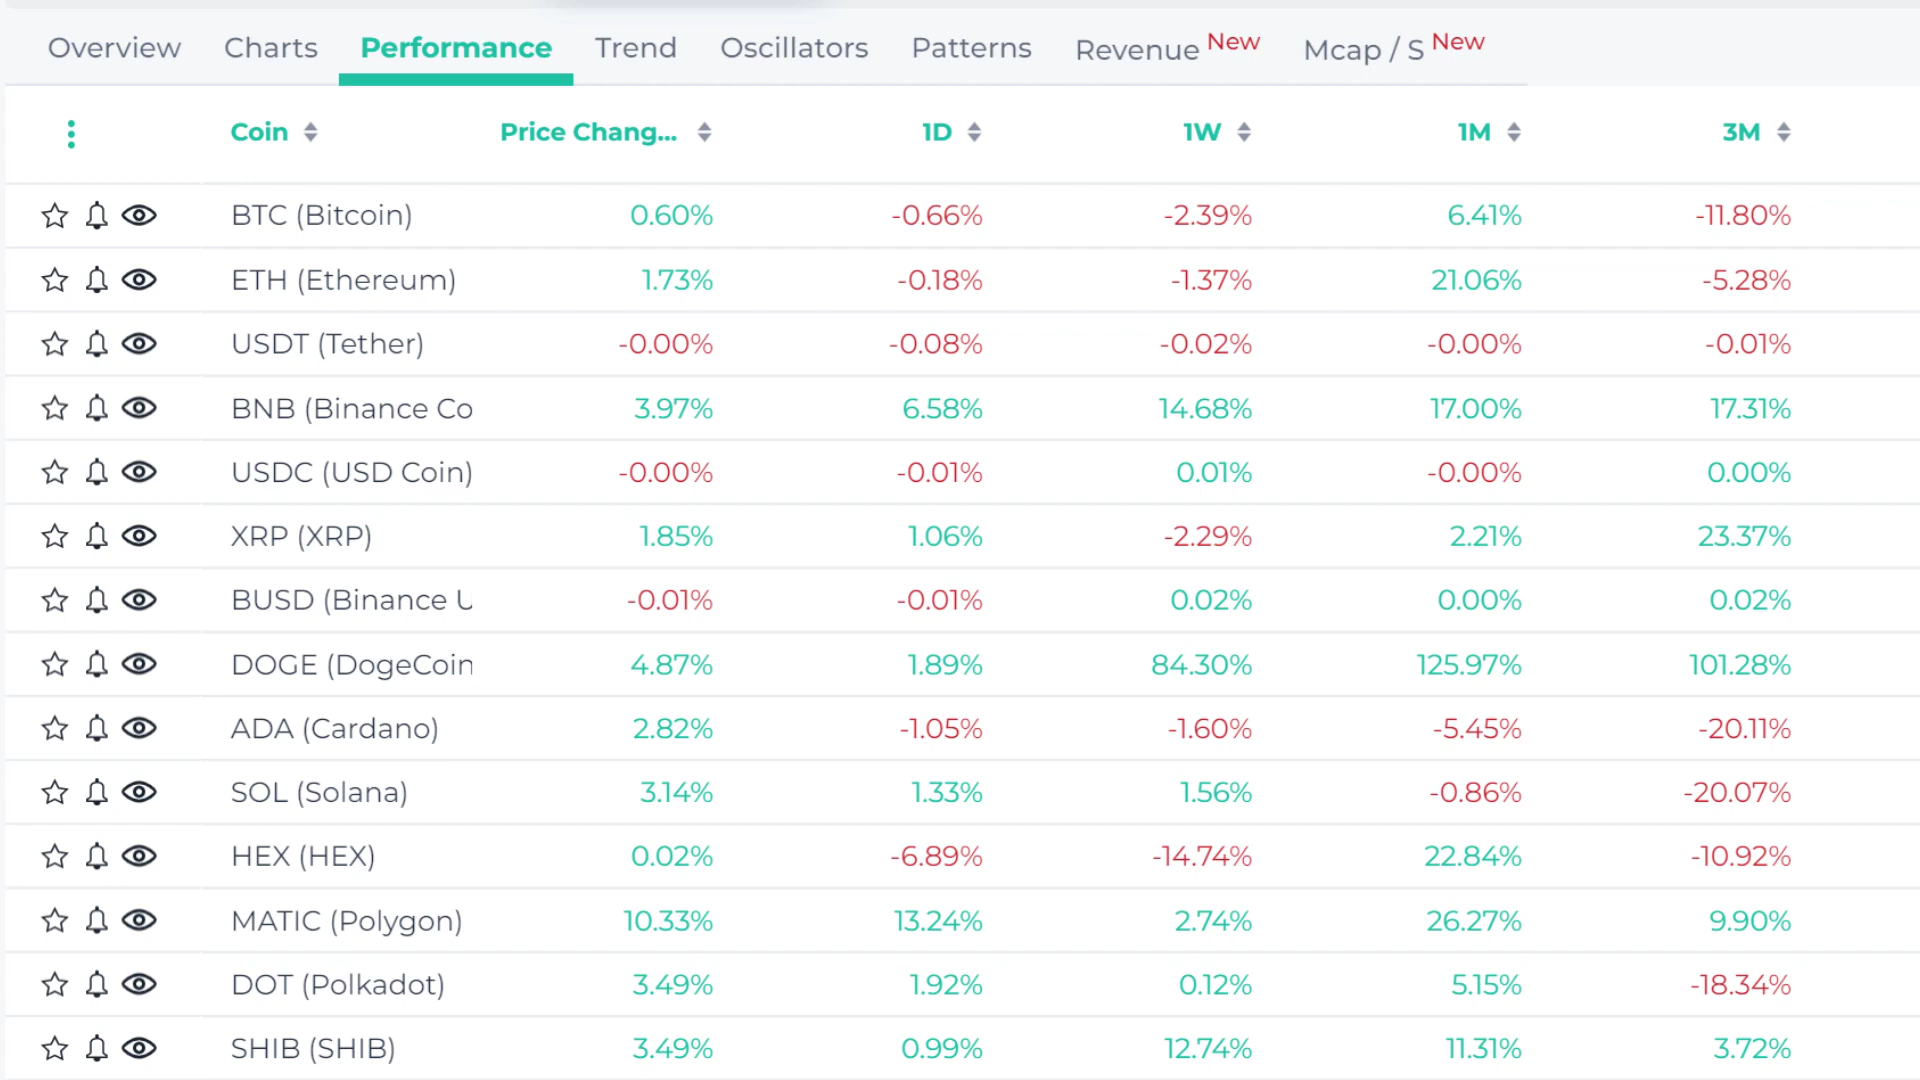 Overview Charts Performance Trend Oscillators Patterns Revenue New Mcap / S New
Coin Price Chang... 1D 1W 1M 3M
BTC (Bitcoin) 0.60% -0.66% -2.39% 6.41% -11.80%
ETH (Ethereum) 1.73% -0.18% -1.37% 21.06% -5.28%
USDT (Tether) -0.00% -0.08% -0.02% -0.00% -0.01%
BNB (Binance Co 3.97% 6.58% 14.68% 17.00% 17.31%
USDC (USD Coin) -0.00% -0.01% 0.01% -0.00% 0.00%
XRP (XRP) 1.85% 1.06% -2.29% 2.21% 23.37%
BUSD (Binance U -0.01% -0.01% 0.02% 0.00% 0.02%
DOGE (DogeCoin 4.87% 1.89% 84.30% 125.97% 101.28%
ADA (Cardano) 2.82% -1.05% -1.60% -5.45% -20.11%
SOL (Solana) 3.14% 1.33% 1.56% -0.86% -20.07%
HEX (HEX) 0.02% -6.89% -14.74% 22.84% -10.92%
MATIC (Polygon) 10.33% 13.24% 2.74% 26.27% 9.90%
DOT (Polkadot) 3.49% 1.92% 0.12% 5.15% -18.34%
SHIB (SHIB) 3.49% 0.99% 12.74% 11.31% 3.72%